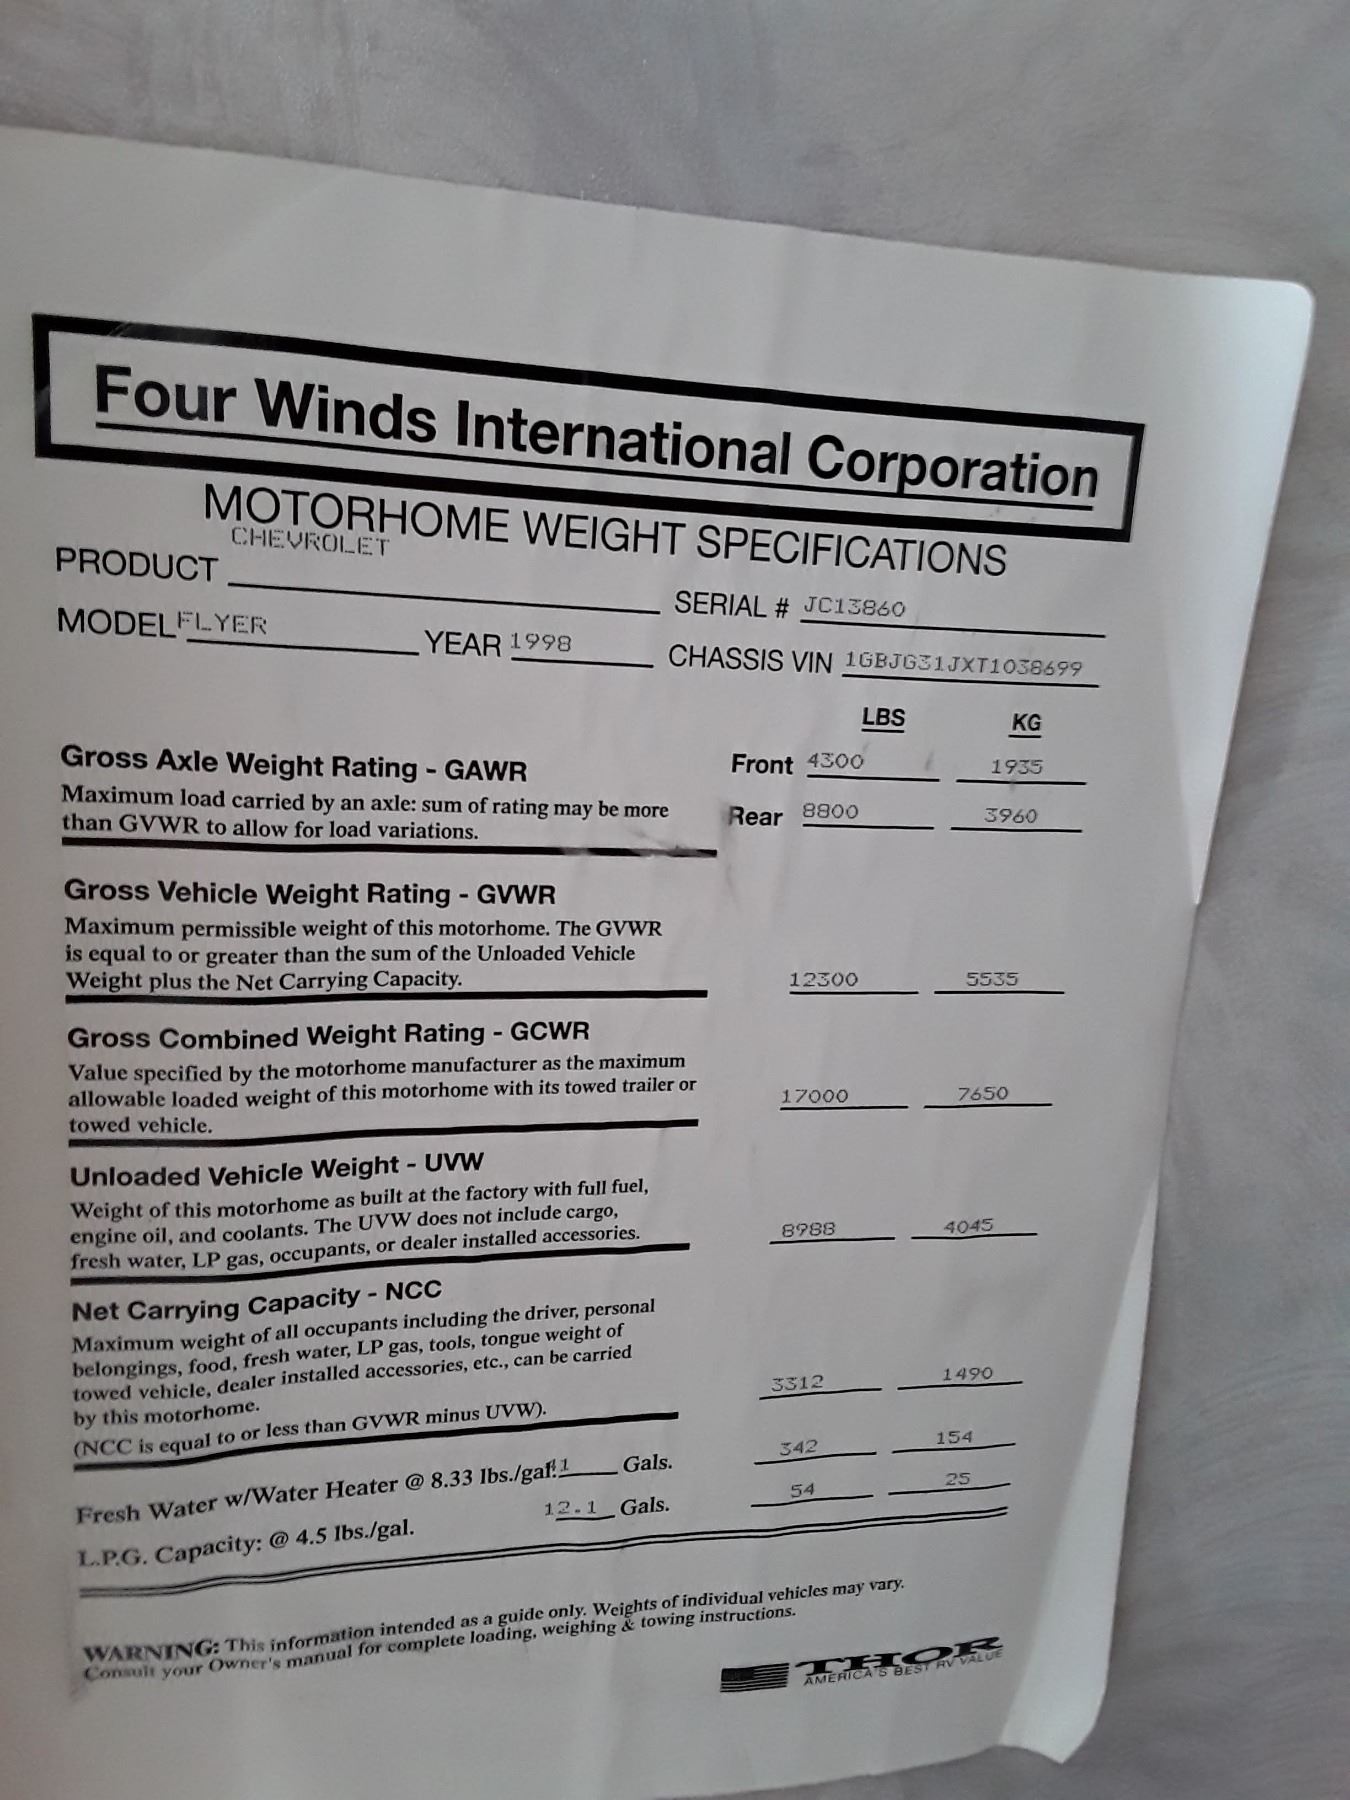 Four Winds International Corporation
MOTORHOME WEIGHT SPECIFICATIONS
PRODUCT CHEVROLET SERIAL # JC13860
MODEL FLYER YEAR 1998 CHASSIS VIN 1GBJG31JXT1038699
LBS KG
Gross Axle Weight Rating - GAWR Front 4300 1935
Maximum load carried by an axle: sum of rating may be more
than GVWR to allow for load variations. Rear 8800 3960
Gross Vehicle Weight Rating - GVWR
Maximum permissible weight of this motorhome. The GVWR
is equal to or greater than the sum of the Unloaded Vehicle
Weight plus the Net Carrying Capacity. 12300 5535
Gross Combined Weight Rating - GCWR
Value specified by the motorhome manufacturer as the maximum
allowable loaded weight of this motorhome with its towed trailer or 17000 7650
towed vehicle.
Unloaded Vehicle Weight - UVW
Weight of this motorhome as built at the factory with full fuel,
engine oil, and coolants. The UVW does not include cargo, 8988 4045
fresh water, LP gas, occupants, or dealer installed accessories.
Net Carrying Capacity - NCC
Maximum weight of all occupants including the driver, personal
belongings, food, fresh water, LP gas, tools, tongue weight of
towed vehicle, dealer installed accessories, etc., can be carried 3312 1490
by this motorhome.
(NCC is equal to or less than GVWR minus UVW).
Fresh Water w/Water Heater @ 8.33 lbs./gal. 41 Gals. 342 154
L.P.G. Capacity: @ 4.5 lbs./gal. 12.1 Gals. 54 25
WARNING: This information intended as a guide only. Weights of individual vehicles may vary.
Consult your Owner's manual for complete loading, weighing & towing instructions.
THOR
AMERICA'S BEST RV VALUE